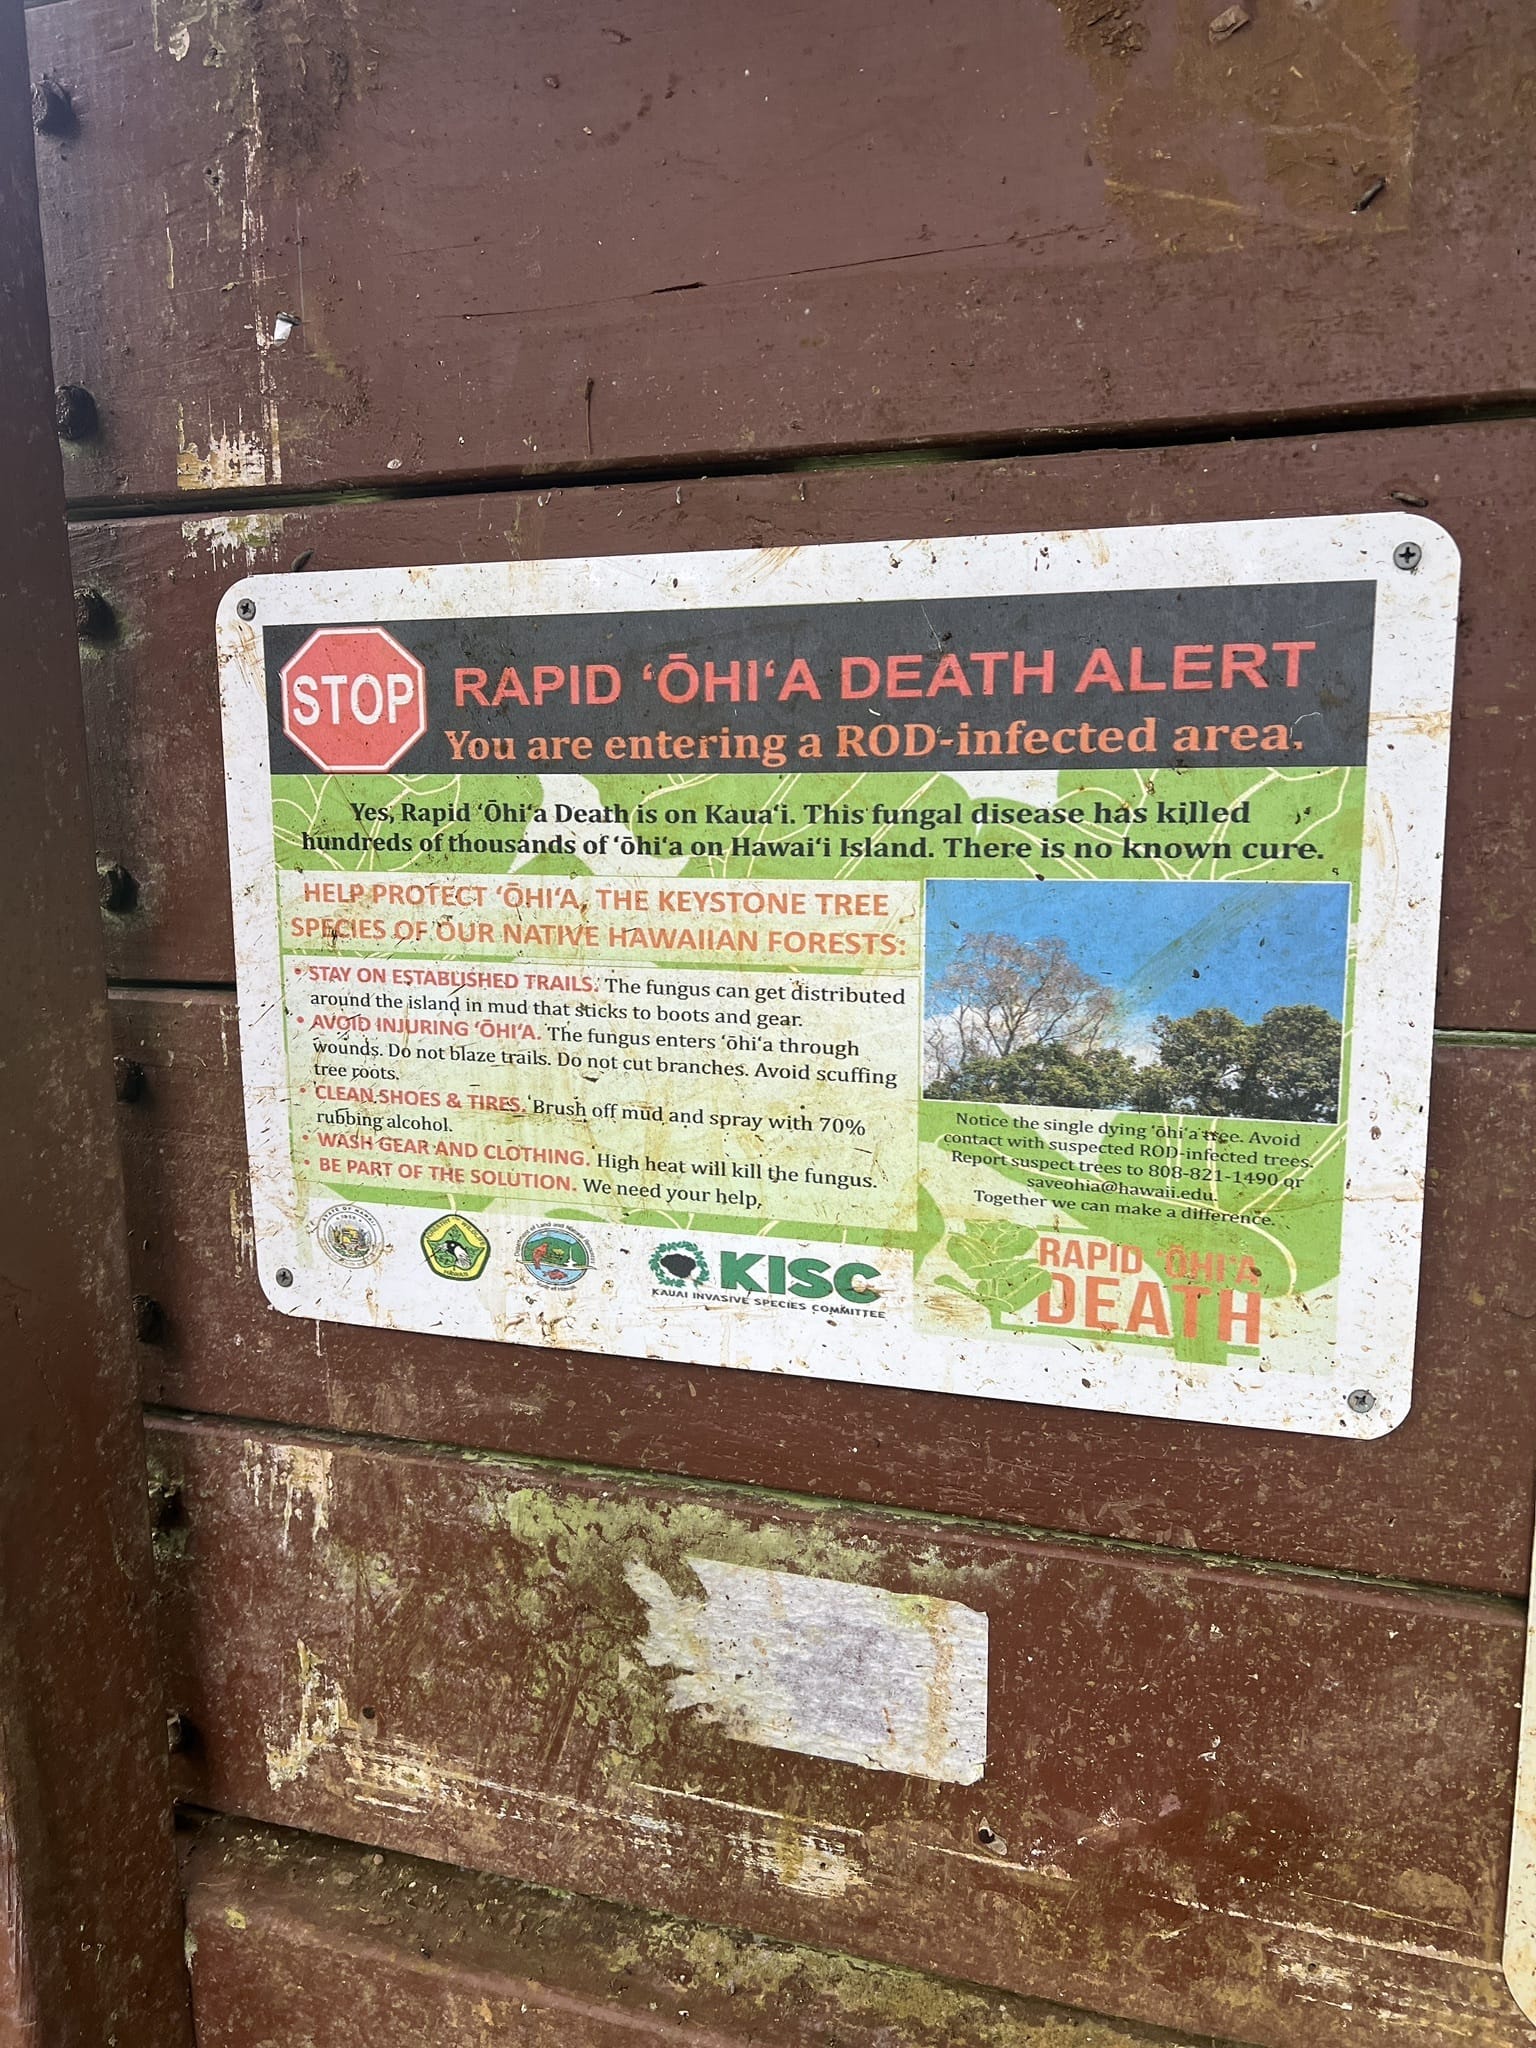 STOP
RAPID ʻŌHIʻA DEATH ALERT
You are entering a ROD-infected area.
Yes, Rapid ʻŌhiʻa Death is on Kauaʻi. This fungal disease has killed
hundreds of thousands of ʻōhiʻa on Hawaiʻi Island. There is no known cure.
HELP PROTECT ʻŌHIʻA, THE KEYSTONE TREE
SPECIES OF OUR NATIVE HAWAIIAN FORESTS:
• STAY ON ESTABLISHED TRAILS. The fungus can get distributed
around the island in mud that sticks to boots and gear.
• AVOID INJURING ʻŌHIʻA. The fungus enters ʻōhiʻa through
wounds. Do not blaze trails. Do not cut branches. Avoid scuffing
tree roots.
• CLEAN SHOES & TIRES. Brush off mud and spray with 70%
rubbing alcohol.
• WASH GEAR AND CLOTHING. High heat will kill the fungus.
• BE PART OF THE SOLUTION. We need your help.
Notice the single dying ʻōhiʻa tree. Avoid
contact with suspected ROD-infected trees.
Report suspect trees to 808-821-1490 or
saveohia@hawaii.edu.
Together we can make a difference.
STATE OF HAWAII
1959
KISC
KAUAI INVASIVE SPECIES COMMITTEE
RAPID ʻŌHIʻA
DEATH